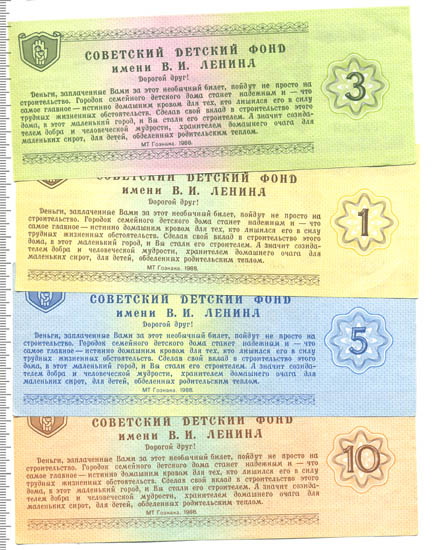 СОВЕТСКИЙ ДЕТСКИЙ ФОНД
имени В. И. ЛЕНИНА
Дорогой друг!
Деньги, заплаченные Вами за этот необычный билет, пойдут не просто на
строительство. Городок семейного детского дома станет надежным и — что
самое главное — истинно домашним кровом для тех, кто лишился его в силу
трудных жизненных обстоятельств. Сделав свой вклад в строительство этого
дома, в этот маленький город, и Вы стали его строителем. А значит созида-
телем добра и человеческой мудрости, хранителем домашнего очага для
маленьких сирот, для детей, обделенных родительским теплом.
МТ Гознака. 1988.
3
СОВЕТСКИЙ ДЕТСКИЙ ФОНД
имени В. И. ЛЕНИНА
Дорогой друг!
Деньги, заплаченные Вами за этот необычный билет, пойдут не просто на
строительство. Городок семейного детского дома станет надежным и — что
самое главное — истинно домашним кровом для тех, кто лишился его в силу
трудных жизненных обстоятельств. Сделав свой вклад в строительство этого
дома, в этот маленький город, и Вы стали его строителем. А значит созида-
телем добра и человеческой мудрости, хранителем домашнего очага для
маленьких сирот, для детей, обделенных родительским теплом.
МТ Гознака. 1988.
1
СОВЕТСКИЙ ДЕТСКИЙ ФОНД
имени В. И. ЛЕНИНА
Дорогой друг!
Деньги, заплаченные Вами за этот необычный билет, пойдут не просто на
строительство. Городок семейного детского дома станет надежным и — что
самое главное — истинно домашним кровом для тех, кто лишился его в силу
трудных жизненных обстоятельств. Сделав свой вклад в строительство этого
дома, в этот маленький город, и Вы стали его строителем. А значит созида-
телем добра и человеческой мудрости, хранителем домашнего очага для
маленьких сирот, для детей, обделенных родительским теплом.
МТ Гознака. 1988.
5
СОВЕТСКИЙ ДЕТСКИЙ ФОНД
имени В. И. ЛЕНИНА
Дорогой друг!
Деньги, заплаченные Вами за этот необычный билет, пойдут не просто на
строительство. Городок семейного детского дома станет надежным и — что
самое главное — истинно домашним кровом для тех, кто лишился его в силу
трудных жизненных обстоятельств. Сделав свой вклад в строительство этого
дома, в этот маленький город, и Вы стали его строителем. А значит созида-
телем добра и человеческой мудрости, хранителем домашнего очага для
маленьких сирот, для детей, обделенных родительским теплом.
МТ Гознака. 1988.
10